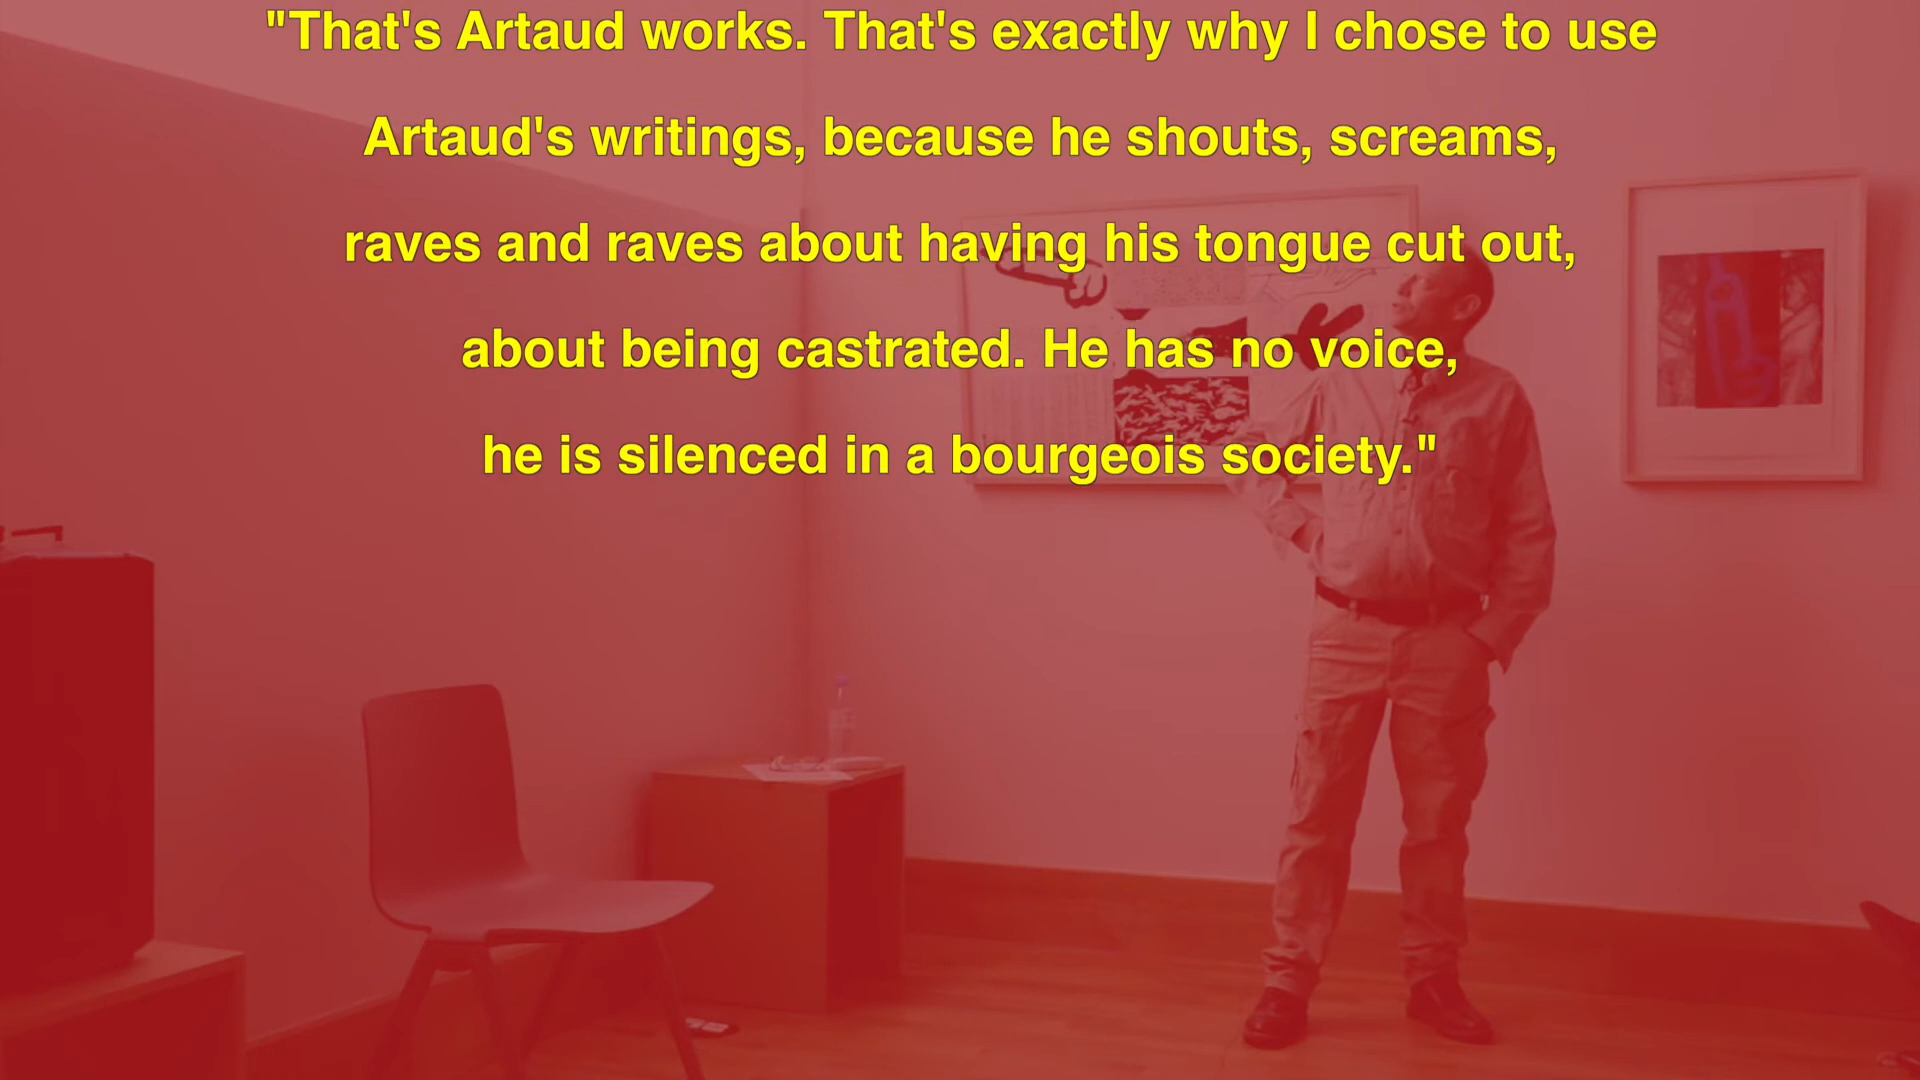 "That's Artaud works. That's exactly why I chose to use
Artaud's writings, because he shouts, screams,
raves and raves about having his tongue cut out,
about being castrated. He has no voice,
he is silenced in a bourgeois society."